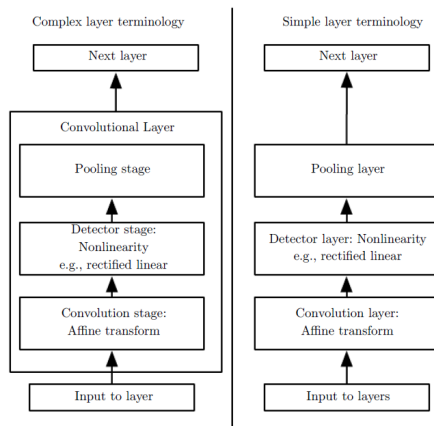 Complex layer terminology
Next layer
Convolutional Layer
Pooling stage
Detector stage:
Nonlinearity
e.g., rectified linear
Convolution stage:
Affine transform
Input to layer
Simple layer terminology
Next layer
Pooling layer
Detector layer: Nonlinearity
e.g., rectified linear
Convolution layer:
Affine transform
Input to layers